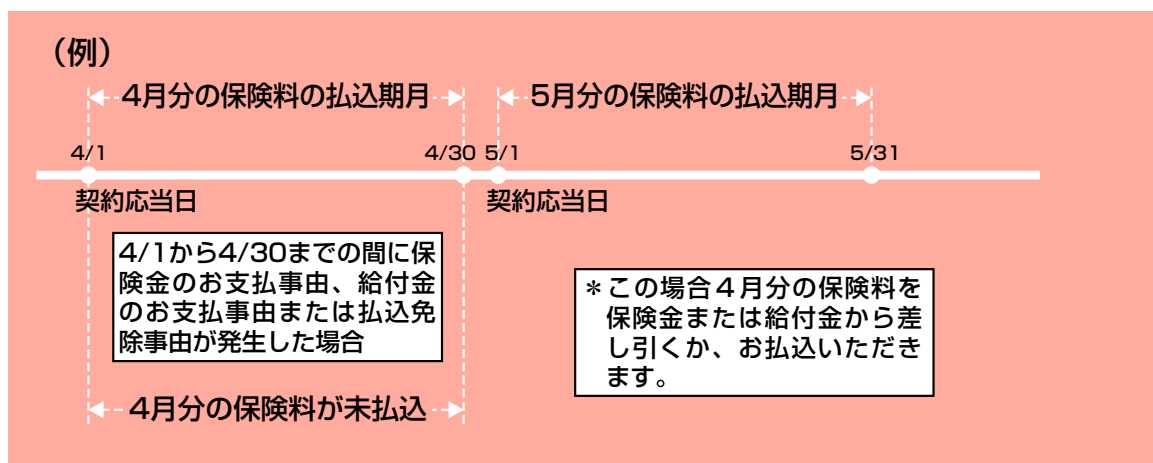 （例）
4月分の保険料の払込期月
5月分の保険料の払込期月
4/1
4/30
5/1
5/31
契約応当日
契約応当日
4/1から4/30までの間に保
険金のお支払事由、給付金
のお支払事由または払込免
除事由が発生した場合
＊この場合４月分の保険料を
保険金または給付金から差
し引くか、お払込いただき
ます。
4月分の保険料が未払込